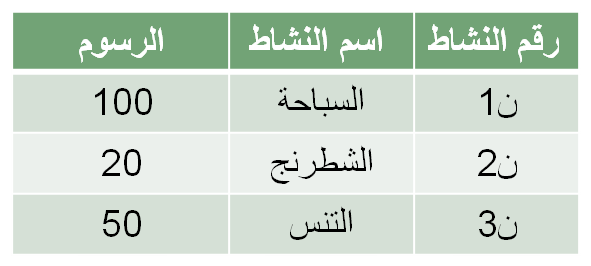 رقم النشاط اسم النشاط الرسوم
ن1 السباحة 100
ن2 الشطرنج 20
ن3 التنس 50